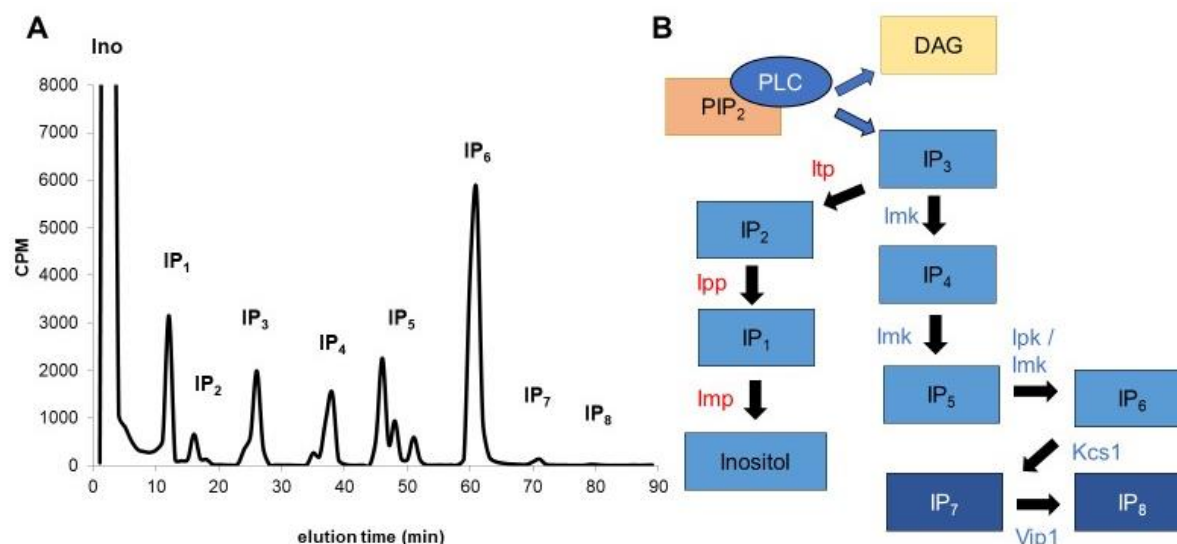 A
Ino
8000
7000
6000
5000
4000
3000
2000
1000
0
CPM
IP₁
IP₂
IP₃
IP₄
IP₅
IP₆
IP₇
IP₈
0 10 20 30 40 50 60 70 80 90
elution time (min)
B
DAG
PLC
PIP₂
IP₃
Itp
Imk
IP₂
IP₄
Ipp
Imk
Ipk /
Imk
IP₁
IP₅
IP₆
Imp
Kcs1
Inositol
IP₇
IP₈
Vip1